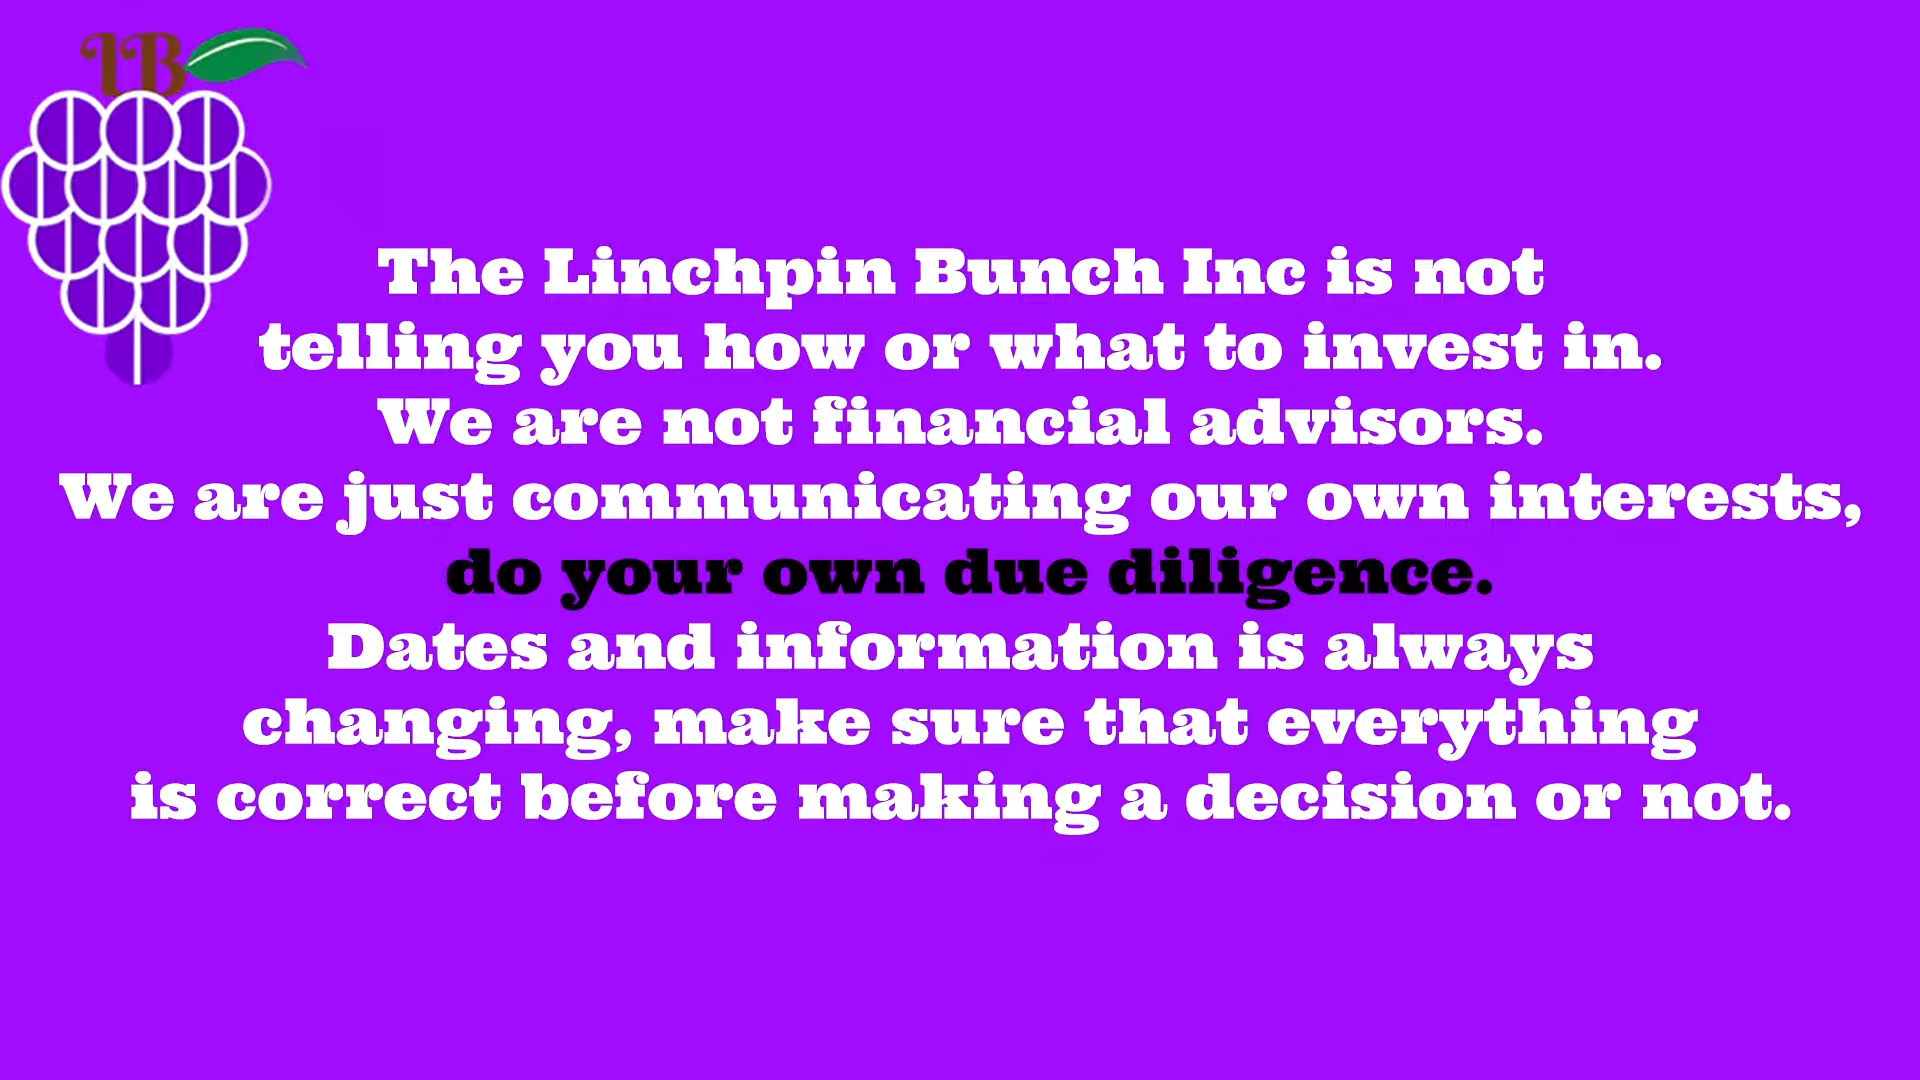 LB
The Linchpin Bunch Inc is not
telling you how or what to invest in.
We are not financial advisors.
We are just communicating our own interests,
do your own due diligence.
Dates and information is always
changing, make sure that everything
is correct before making a decision or not.